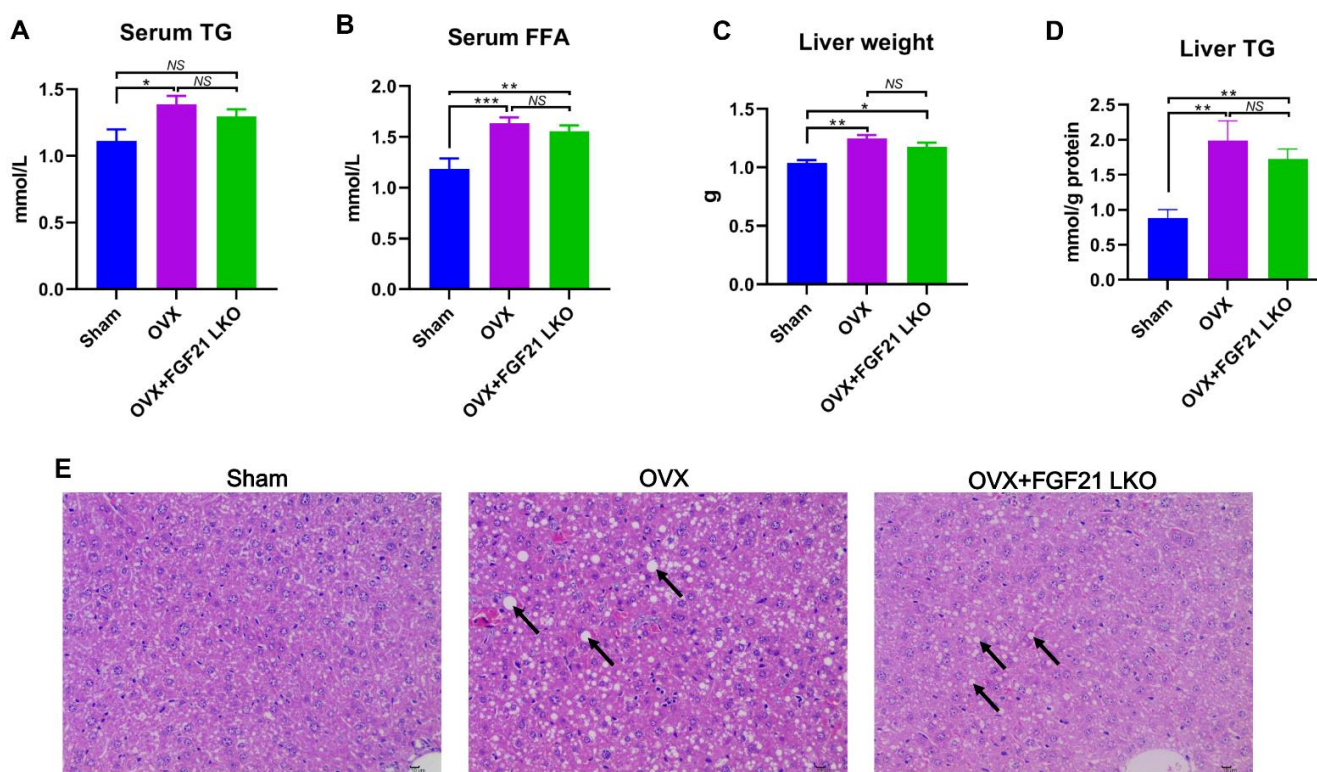 A
Serum TG
NS
*
NS
mmol/L
1.5
1.0
0.5
0.0
Sham
OVX
OVX+FGF21 LKO
B
Serum FFA
**
***
NS
mmol/L
2.0
1.5
1.0
0.5
0.0
Sham
OVX
OVX+FGF21 LKO
C
Liver weight
NS
*
**
g
1.5
1.0
0.5
0.0
Sham
OVX
OVX+FGF21 LKO
D
Liver TG
**
**
NS
mmol/g protein
2.5
2.0
1.5
1.0
0.5
0.0
Sham
OVX
OVX+FGF21 LKO
E
Sham
OVX
OVX+FGF21 LKO